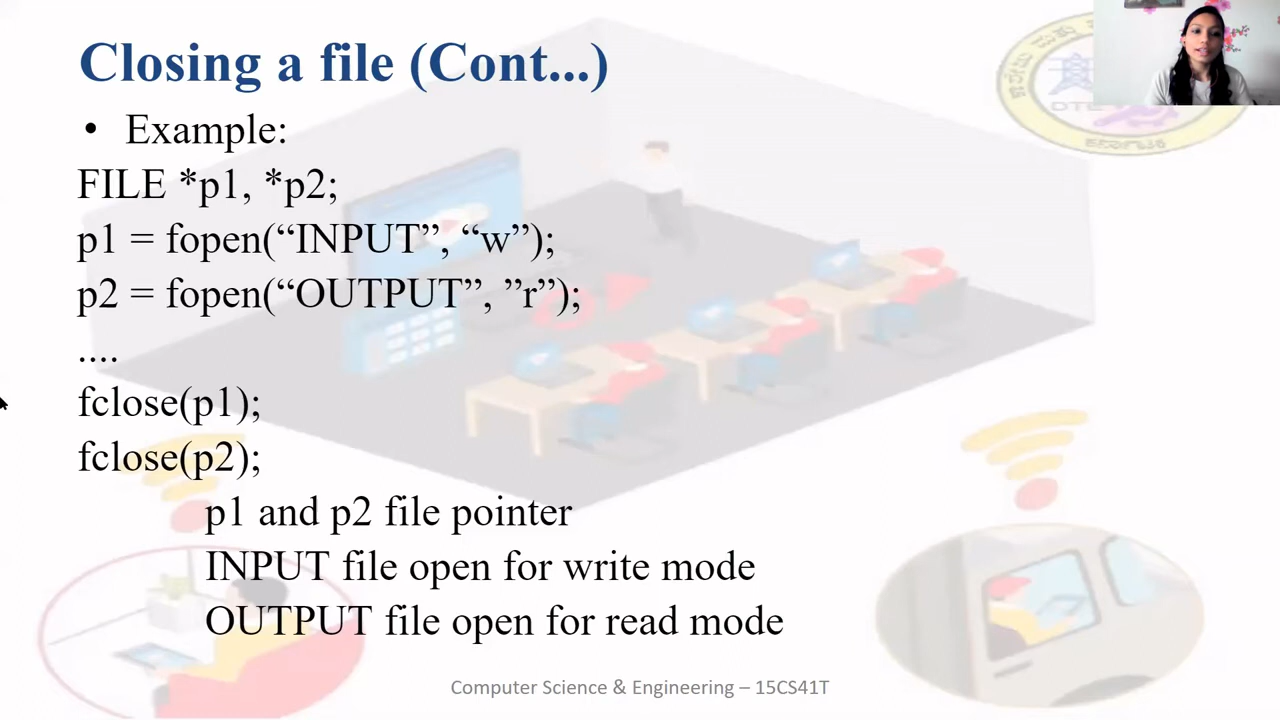 Closing a file (Cont...)
• Example:
FILE *p1, *p2;
p1 = fopen(“INPUT”, “w”);
p2 = fopen(“OUTPUT”, ”r”);
....
fclose(p1);
fclose(p2);
p1 and p2 file pointer
INPUT file open for write mode
OUTPUT file open for read mode
Computer Science & Engineering – 15CS41T